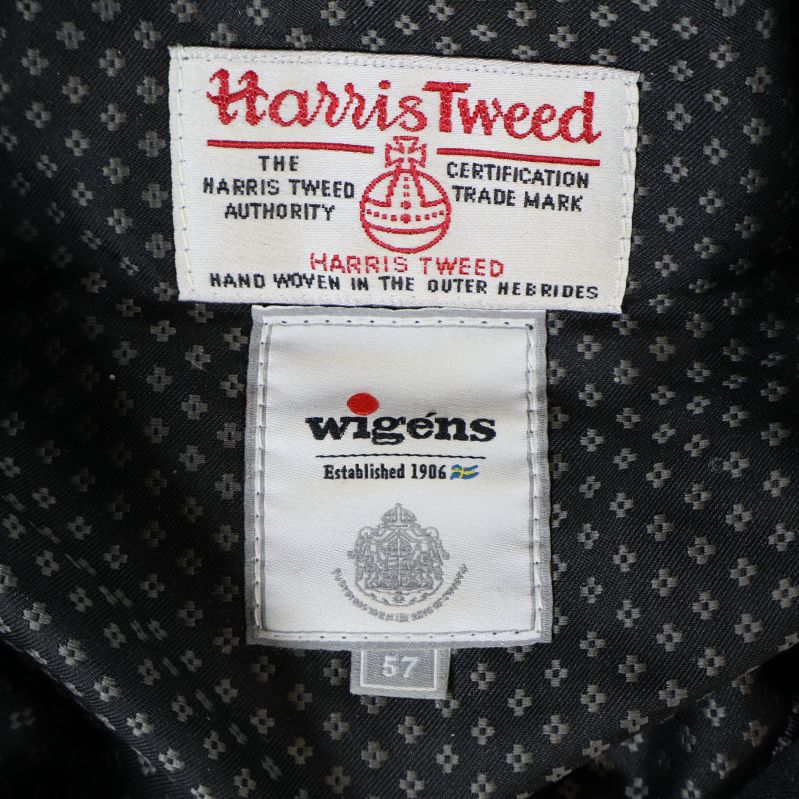 Harris Tweed
THE
HARRIS TWEED
AUTHORITY
CERTIFICATION
TRADE MARK
HARRIS TWEED
HAND WOVEN IN THE OUTER HEBRIDES
wigéns
Established 1906
57